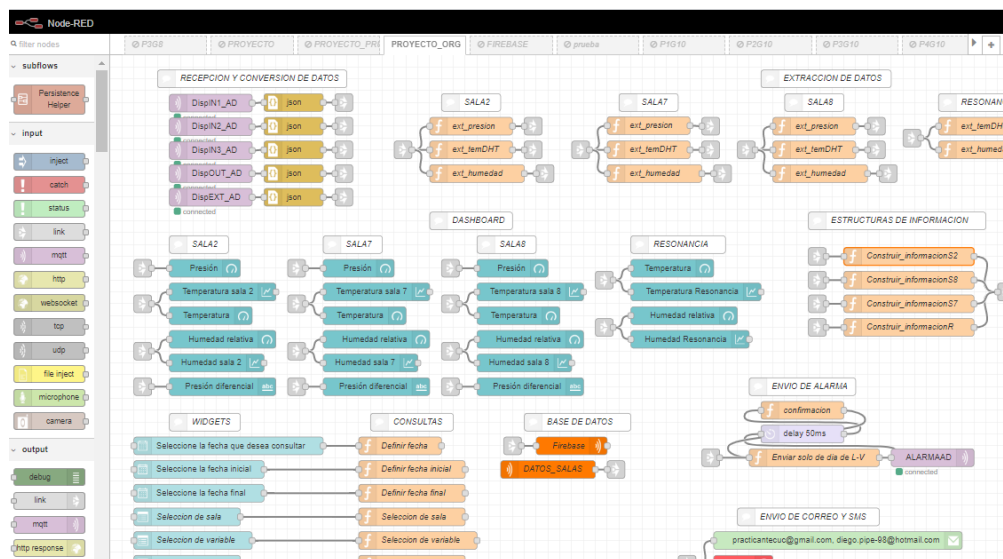 Node-RED
filter nodes
P3G8
PROYECTO
PROYECTO_PRI
PROYECTO_ORG
FIREBASE
prueba
P1G10
P2G10
P3G10
P4G10
subflows
Persistence
Helper
input
inject
catch
status
link
mqtt
http
websocket
tcp
udp
file inject
microphone
camera
output
debug
link
mqtt
http response
RECEPCION Y CONVERSION DE DATOS
DispIN1_AD
json
DispIN2_AD
json
DispIN3_AD
json
DispOUT_AD
json
DispEXT_AD
json
connected
EXTRACCION DE DATOS
SALA2
ext_presion
ext_temDHT
ext_humedad
SALA7
ext_presion
ext_temDHT
ext_humedad
SALA8
ext_presion
ext_temDHT
ext_humedad
RESONAN
ext_temDH
ext_humed
DASHBOARD
SALA2
Presión
Temperatura sala 2
Temperatura
Humedad relativa
Humedad sala 2
Presión diferencial abc
SALA7
Presión
Temperatura sala 7
Temperatura
Humedad relativa
Humedad sala 7
Presión diferencial abc
SALA8
Presión
Temperatura sala 8
Temperatura
Humedad relativa
Humedad sala 8
Presión diferencial abc
RESONANCIA
Temperatura
Temperatura Resonancia
Humedad relativa
Humedad Resonancia
ESTRUCTURAS DE INFORMACION
Construir_informacionS2
Construir_informacionS8
Construir_informacionS7
Construir_informacionR
WIDGETS
Seleccione la fecha que desea consultar
Seleccione la fecha inicial
Seleccione la fecha final
Seleccion de sala
Seleccion de variable
CONSULTAS
Definir fecha
Definir fecha inicial
Definir fecha final
Seleccion de sala
Seleccion de variable
BASE DE DATOS
Firebase
DATOS_SALAS
ENVIO DE ALARMA
confirmacion
delay 50ms
Enviar solo de dia de L-V
ALARMAAD
connected
ENVIO DE CORREO Y SMS
practicantecuc@gmail.com, diego.pipe-98@hotmail.com